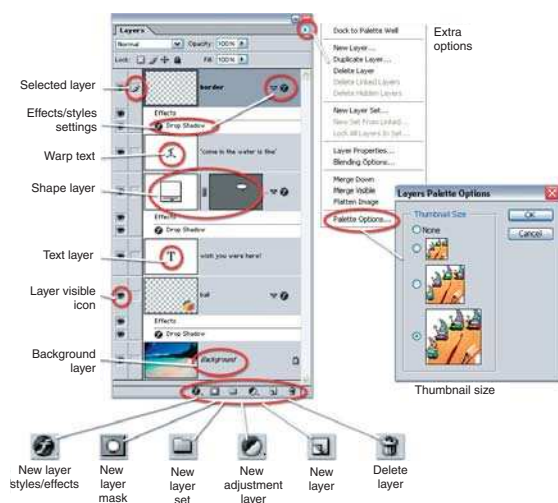 Layers
Normal
Opacity: 100%
Lock:
Fill: 100%
border
Effects
Drop Shadow
"come in the water is fine"
Effects
Drop Shadow
T
wish you were here!
ball
Effects
Drop Shadow
Background
Selected layer
Effects/styles
settings
Warp text
Shape layer
Text layer
Layer visible
icon
Background
layer
Dock to Palette Well
New Layer...
Duplicate Layer...
Delete Layer
Delete Linked Layers
Delete Hidden Layers
New Layer Set...
New Set From Linked...
Lock All Layers In Set...
Layer Properties...
Blending Options...
Merge Down
Merge Visible
Flatten Image
Palette Options...
Extra
options
Layers Palette Options
Thumbnail Size
None
OK
Cancel
Thumbnail size
New layer
styles/effects
New
layer
mask
New
layer
set
New
adjustment
layer
New
layer
Delete
layer